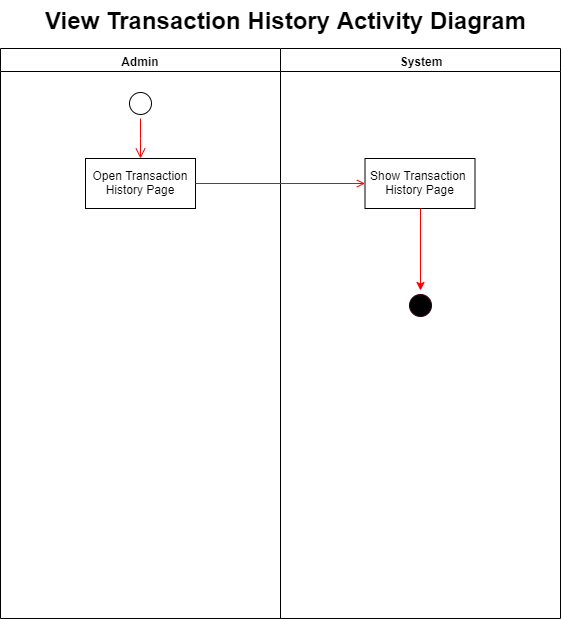 View Transaction History Activity Diagram
Admin
System
Open Transaction
History Page
Show Transaction
History Page